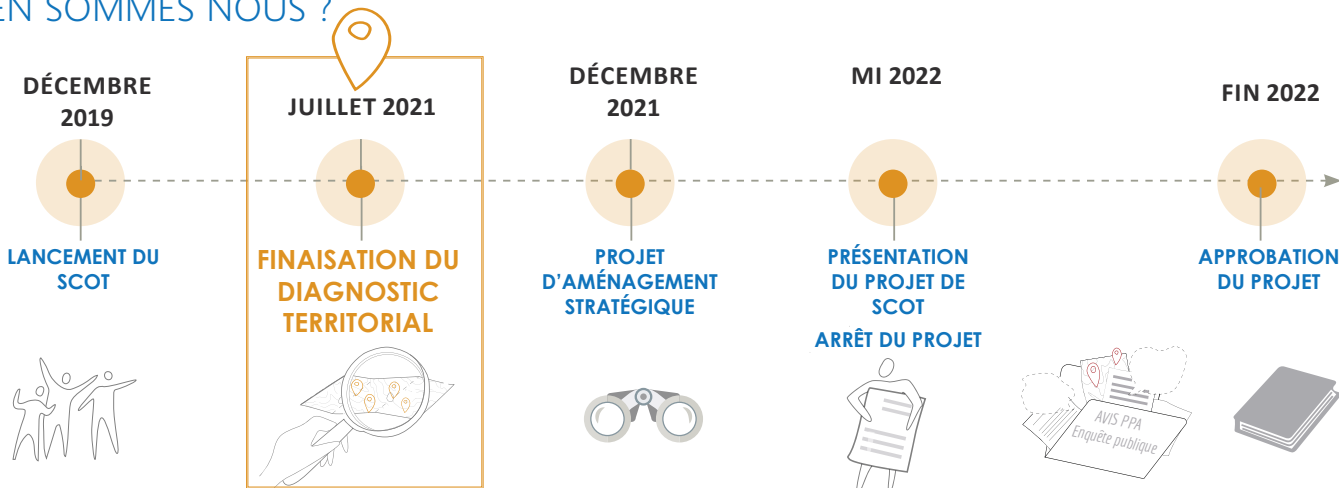 EN SOMMES NOUS ?
DÉCEMBRE
2019
LANCEMENT DU
SCOT
JUILLET 2021
FINAISATION DU
DIAGNOSTIC
TERRITORIAL
DÉCEMBRE
2021
PROJET
D’AMÉNAGEMENT
STRATÉGIQUE
MI 2022
PRÉSENTATION
DU PROJET DE
SCOT
ARRÊT DU PROJET
AVIS PPA
Enquête publique
FIN 2022
APPROBATION
DU PROJET